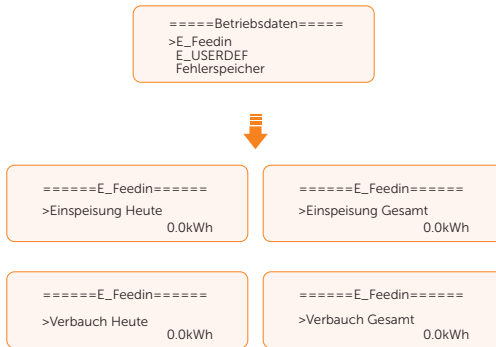 =====Betriebsdaten=====
>E_Feedin
E_USERDEF
Fehlerspeicher
======E_Feedin======
>Einspeisung Heute
0.0kWh
======E_Feedin======
>Einspeisung Gesamt
0.0kWh
======E_Feedin======
>Verbauch Heute
0.0kWh
======E_Feedin======
>Verbauch Gesamt
0.0kWh